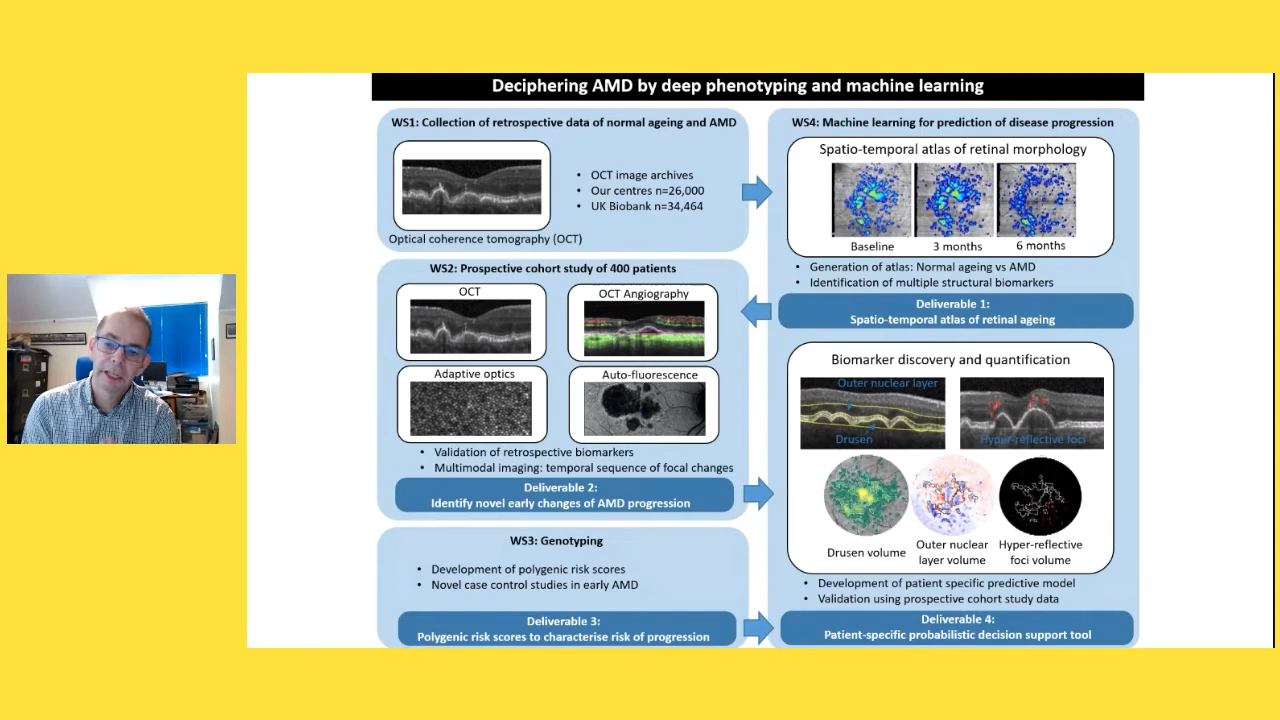 Deciphering AMD by deep phenotyping and machine learning
WS1: Collection of retrospective data of normal ageing and AMD
• OCT image archives
• Our centres n=26,000
• UK Biobank n=34,464
Optical coherence tomography (OCT)
WS2: Prospective cohort study of 400 patients
OCT
OCT Angiography
Adaptive optics
Auto-fluorescence
• Validation of retrospective biomarkers
• Multimodal imaging: temporal sequence of focal changes
Deliverable 2:
Identify novel early changes of AMD progression
WS3: Genotyping
• Development of polygenic risk scores
• Novel case control studies in early AMD
Deliverable 3:
Polygenic risk scores to characterise risk of progression
WS4: Machine learning for prediction of disease progression
Spatio-temporal atlas of retinal morphology
Baseline
3 months
6 months
• Generation of atlas: Normal ageing vs AMD
• Identification of multiple structural biomarkers
Deliverable 1:
Spatio-temporal atlas of retinal ageing
Biomarker discovery and quantification
Outer nuclear layer
Drusen
Hyper-reflective foci
Drusen volume
Outer nuclear
layer volume
Hyper-reflective
foci volume
• Development of patient specific predictive model
• Validation using prospective cohort study data
Deliverable 4:
Patient-specific probabilistic decision support tool